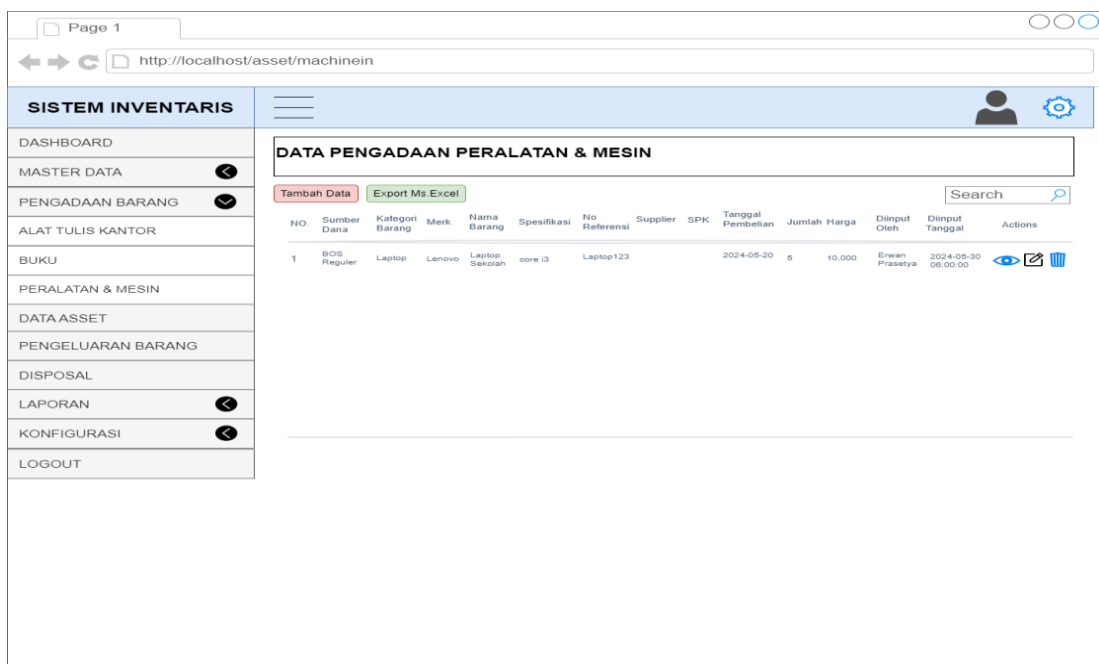 Page 1
http://localhost/asset/machinein
SISTEM INVENTARIS
DASHBOARD
MASTER DATA
PENGADAAN BARANG
ALAT TULIS KANTOR
BUKU
PERALATAN & MESIN
DATA ASSET
PENGELUARAN BARANG
DISPOSAL
LAPORAN
KONFIGURASI
LOGOUT
DATA PENGADAAN PERALATAN & MESIN
Tambah Data Export Ms.Excel Search
NO. Sumber Dana Kategori Barang Merk Nama Barang Spesifikasi No Referensi Supplier SPK Tanggal Pembelian Jumlah Harga Diinput Oleh Diinput Tanggal Actions
1 BOS Reguler Laptop Lenovo Laptop Sekolah core i3 Laptop123 2024-05-20 5 10,000 Erwan Prasetya 2024-05-30 06:00:00